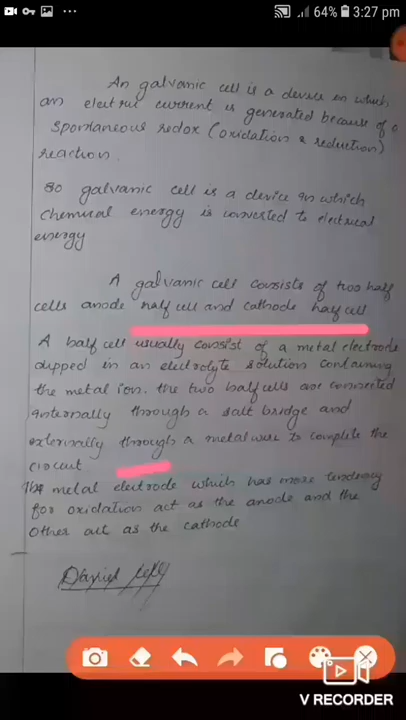 64% 3:27 pm
An galvanic cell is a device in which
an electric current is generated because of a
spontaneous redox (oxidation & reduction)
reaction.
So galvanic cell is a device in which
chemical energy is converted to electrical
energy
A galvanic cell consists of two half
cells anode half cell and cathode half cell
A half cell usually consist of a metal electrode
dipped in an electrolyte solution containing
the metal ion. the two half cells are connected
internally through a salt bridge and
externally through a metal wire to complete the
circuit.
The metal electrode which has more tendency
for oxidation act as the anode and the
other act as the cathode
Daniel cell
V RECORDER